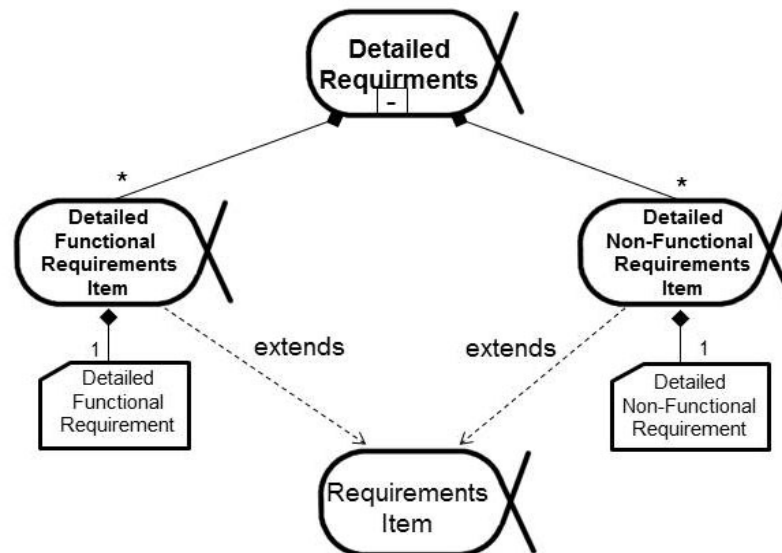 Detailed
Requirments
-
*
*
Detailed
Functional
Requirements
Item
Detailed
Non-Functional
Requirements
Item
extends
extends
1
1
Detailed
Functional
Requirement
Detailed
Non-Functional
Requirement
Requirements
Item